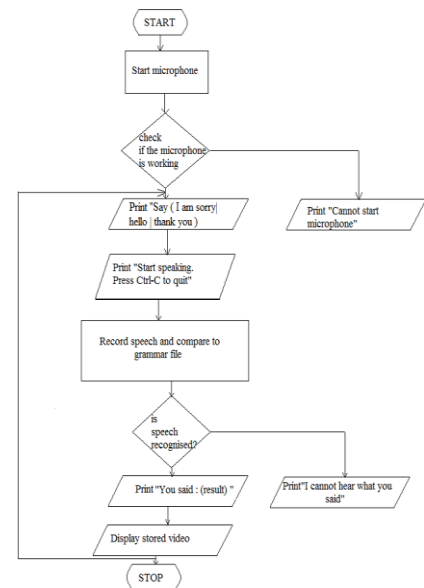 START
Start microphone
check
if the microphone
is working
Print "Say ( I am sorry|
hello | thank you )
Print "Cannot start
microphone"
Print "Start speaking.
Press Ctrl-C to quit"
Record speech and compare to
grammar file
is
speech
recognised?
Print "You said : (result) "
Print"I cannot hear what you
said"
Display stored video
STOP